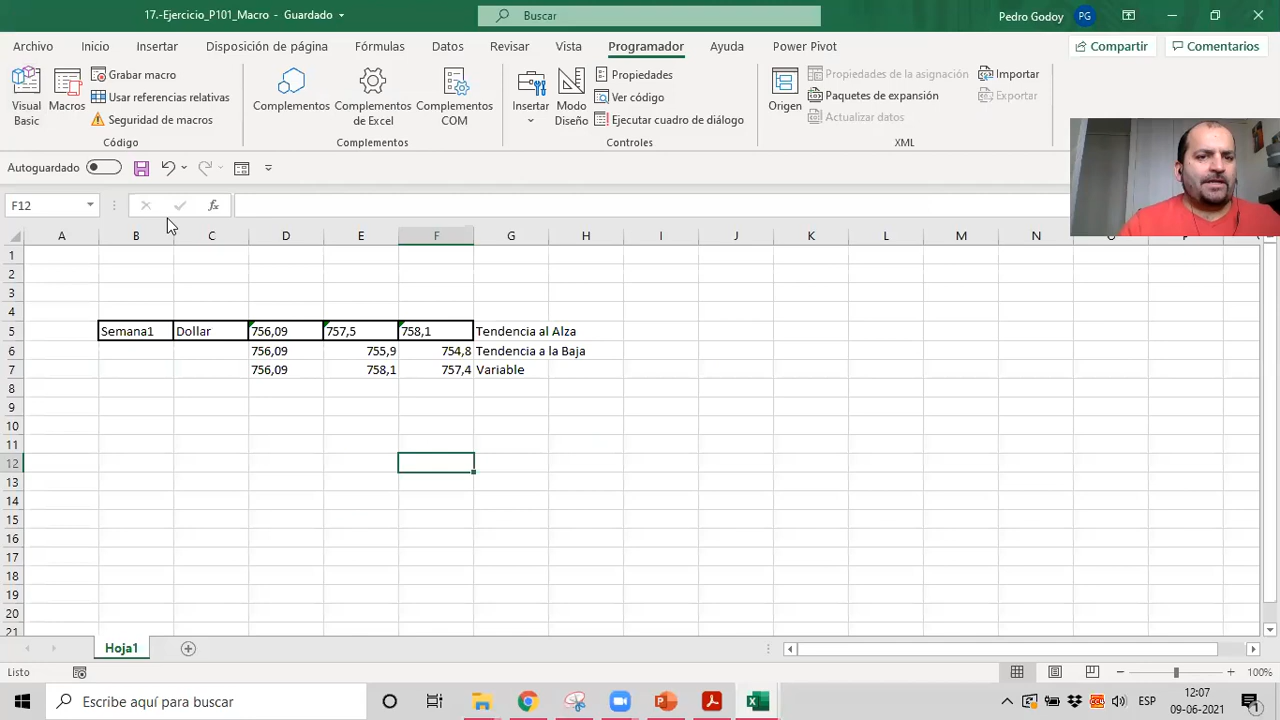 17.-Ejercicio_P101_Macro - Guardado
Buscar
Pedro Godoy
PG
Archivo Inicio Insertar Disposición de página Fórmulas Datos Revisar Vista Programador Ayuda Power Pivot
Compartir Comentarios
Visual Basic
Macros
Grabar macro
Usar referencias relativas
Seguridad de macros
Código
Complementos
Complementos de Excel
Complementos COM
Complementos
Insertar
Modo Diseño
Propiedades
Ver código
Ejecutar cuadro de diálogo
Controles
Origen
Propiedades de la asignación
Paquetes de expansión
Actualizar datos
Importar
Exportar
XML
Autoguardado
F12
fx
A B C D E F G H I J K L M N
1
2
3
4
5 Semana1 Dollar 756,09 757,5 758,1 Tendencia al Alza
6 756,09 755,9 754,8 Tendencia a la Baja
7 756,09 758,1 757,4 Variable
8
9
10
11
12
13
14
15
16
17
18
19
20
21
Hoja1
Listo
100%
Escribe aquí para buscar
ESP
12:07
09-06-2021
1